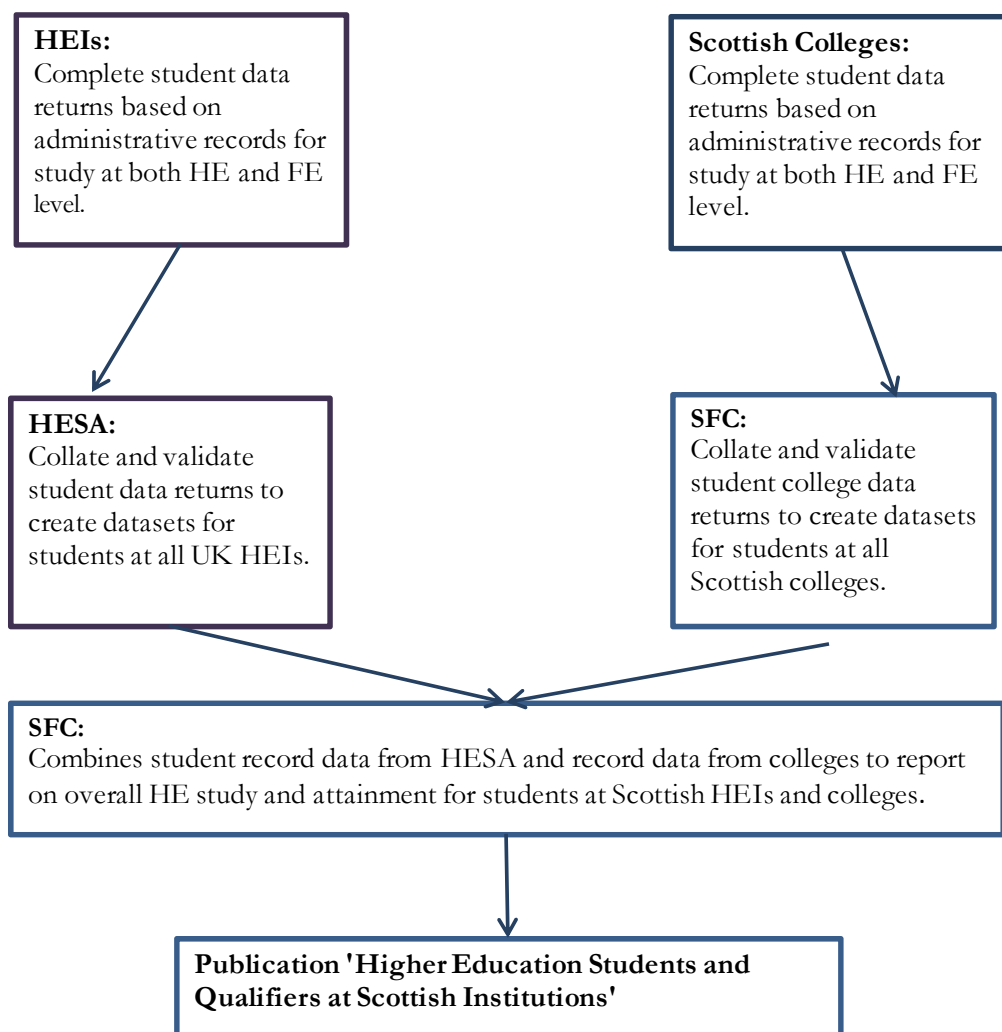 HEIs:
Complete student data
returns based on
administrative records for
study at both HE and FE
level.
Scottish Colleges:
Complete student data
returns based on
administrative records for
study at both HE and FE
level.
HESA:
Collate and validate
student data returns to
create datasets for
students at all UK HEIs.
SFC:
Collate and validate
student college data
returns to create datasets
for students at all
Scottish colleges.
SFC:
Combines student record data from HESA and record data from colleges to report
on overall HE study and attainment for students at Scottish HEIs and colleges.
Publication 'Higher Education Students and
Qualifiers at Scottish Institutions'